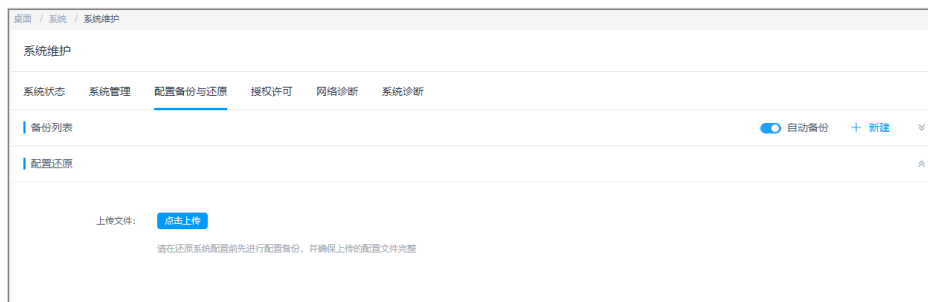 桌面 / 系统 / 系统维护
系统维护
系统状态 系统管理 配置备份与还原 授权许可 网络诊断 系统诊断
备份列表 自动备份 + 新建
配置还原
上传文件: 点击上传
请在还原系统配置前先进行配置备份，并确保上传的配置文件完整